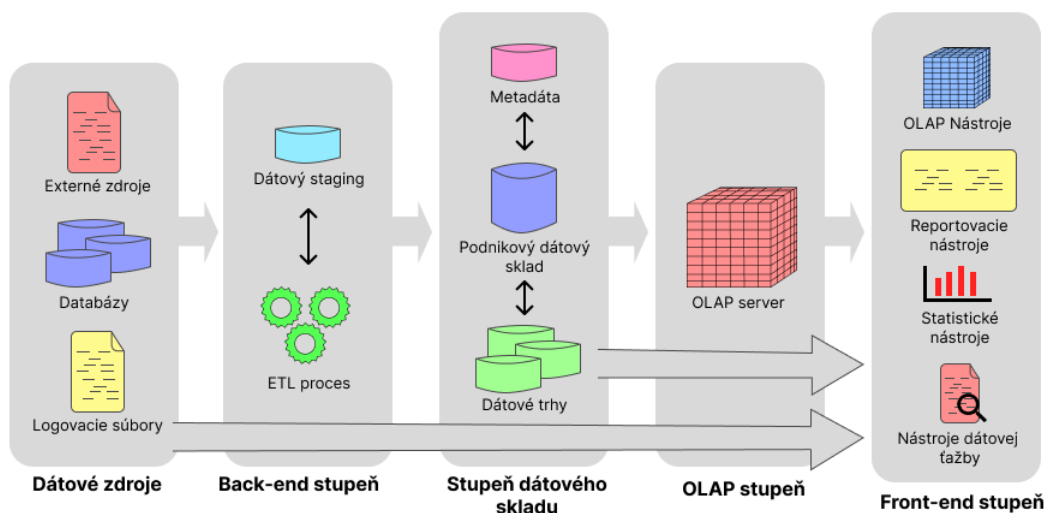 Externé zdroje
Databázy
Logovacie súbory
Dátové zdroje
Dátový staging
ETL proces
Back-end stupeň
Metadáta
Podnikový dátový
sklad
Dátové trhy
Stupeň dátového
skladu
OLAP server
OLAP stupeň
OLAP Nástroje
Reportovacie
nástroje
Statistické
nástroje
Nástroje dátovej
ťažby
Front-end stupeň